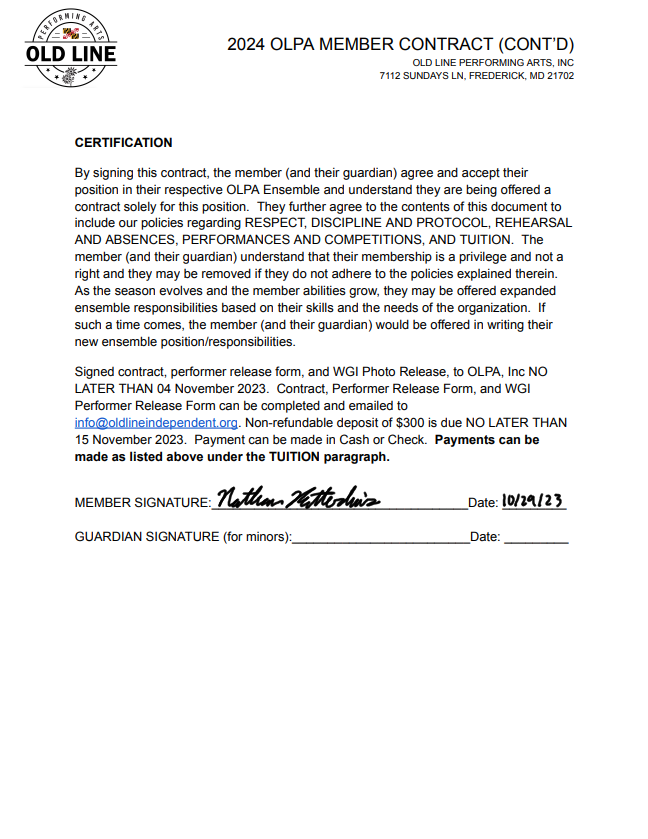 PERFORMING ARTS
OLD LINE
2024 OLPA MEMBER CONTRACT (CONT'D)
OLD LINE PERFORMING ARTS, INC
7112 SUNDAYS LN, FREDERICK, MD 21702
CERTIFICATION
By signing this contract, the member (and their guardian) agree and accept their
position in their respective OLPA Ensemble and understand they are being offered a
contract solely for this position.  They further agree to the contents of this document to
include our policies regarding RESPECT, DISCIPLINE AND PROTOCOL, REHEARSAL
AND ABSENCES, PERFORMANCES AND COMPETITIONS, AND TUITION.  The
member (and their guardian) understand that their membership is a privilege and not a
right and they may be removed if they do not adhere to the policies explained therein.
As the season evolves and the member abilities grow, they may be offered expanded
ensemble responsibilities based on their skills and the needs of the organization.  If
such a time comes, the member (and their guardian) would be offered in writing their
new ensemble position/responsibilities.
Signed contract, performer release form, and WGI Photo Release, to OLPA, Inc NO
LATER THAN 04 November 2023.  Contract, Performer Release Form, and WGI
Performer Release Form can be completed and emailed to
info@oldlineindependent.org. Non-refundable deposit of $300 is due NO LATER THAN
15 November 2023.  Payment can be made in Cash or Check.  Payments can be
made as listed above under the TUITION paragraph.
MEMBER SIGNATURE: Nathan Date: 10/29/23
GUARDIAN SIGNATURE (for minors): Date: